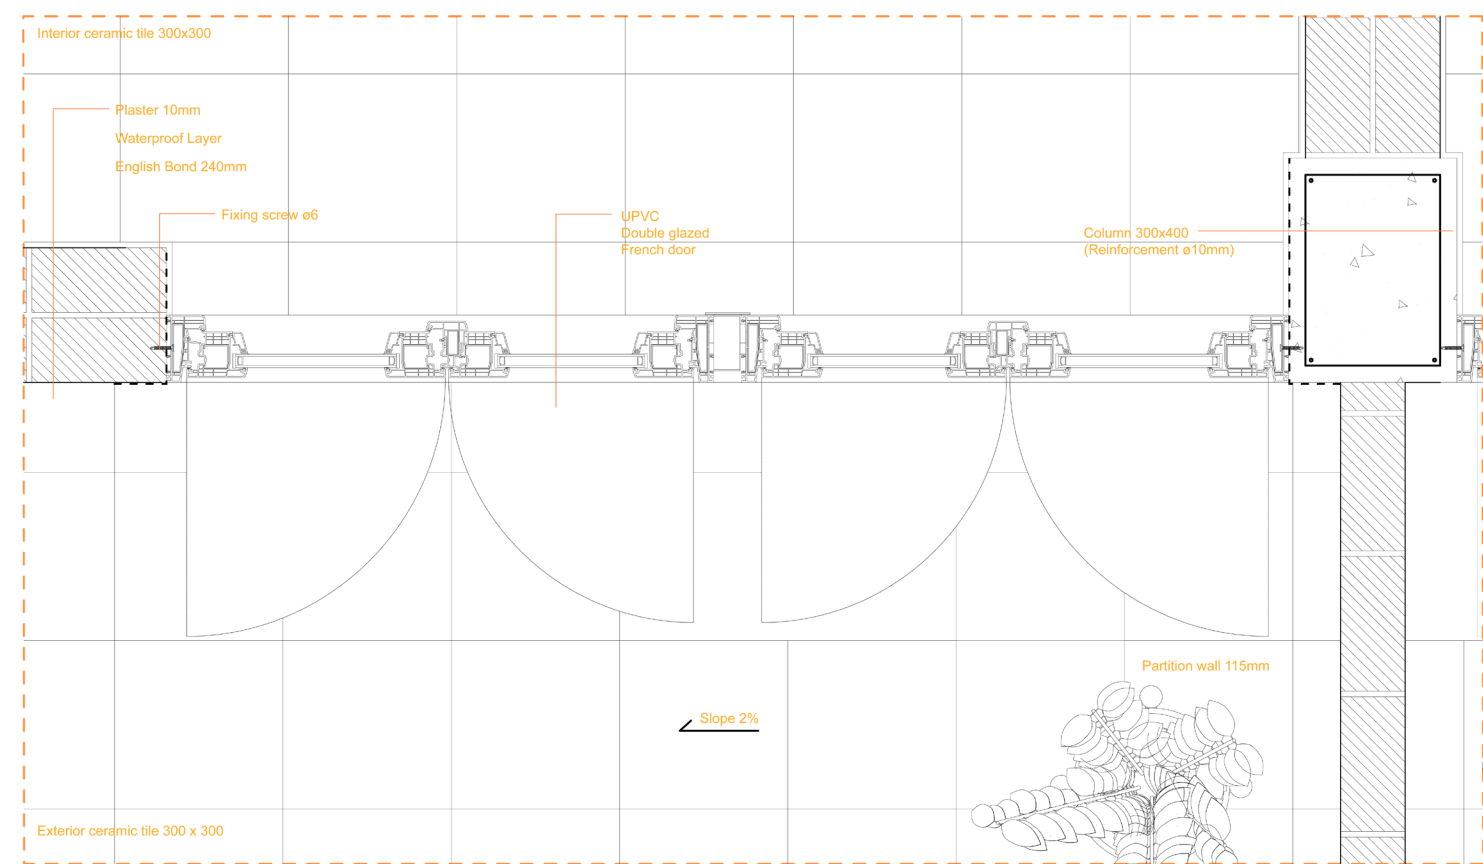 Interior ceramic tile 300x300
Plaster 10mm
Waterproof Layer
English Bond 240mm
Fixing screw ø6
UPVC
Double glazed
French door
Column 300x400
(Reinforcement ø10mm)
Partition wall 115mm
Slope 2%
Exterior ceramic tile 300 x 300